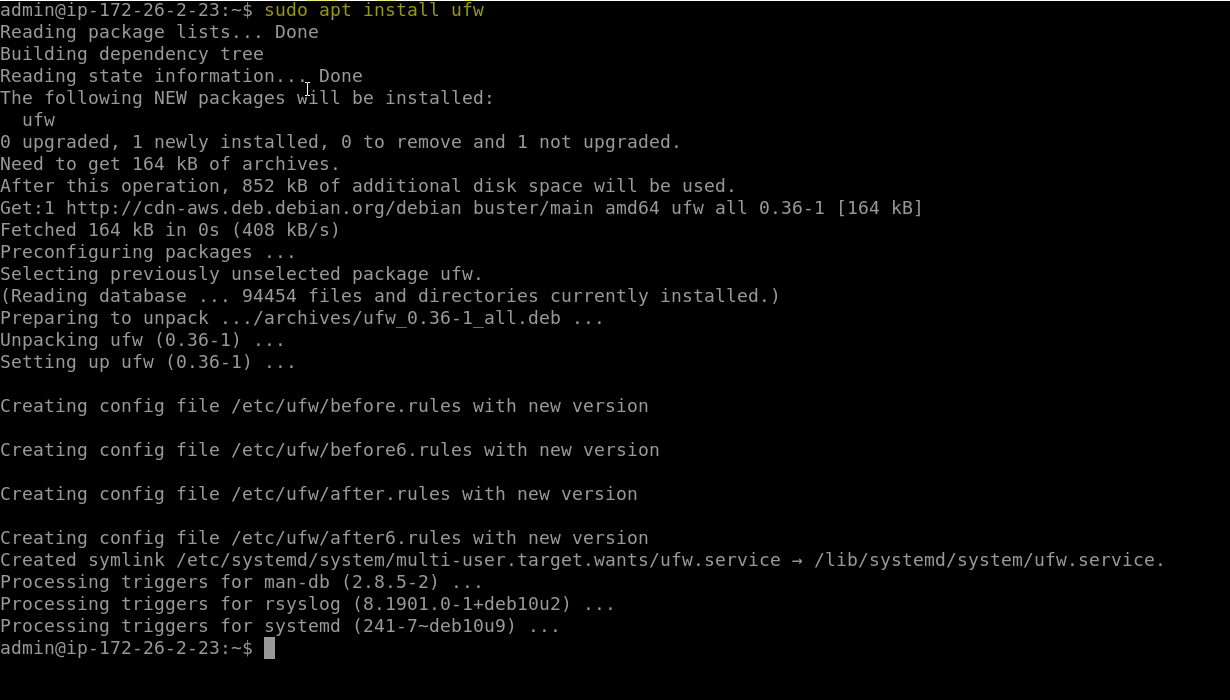 admin@ip-172-26-2-23:~$ sudo apt install ufw
Reading package lists... Done
Building dependency tree
Reading state information... Done
The following NEW packages will be installed:
  ufw
0 upgraded, 1 newly installed, 0 to remove and 1 not upgraded.
Need to get 164 kB of archives.
After this operation, 852 kB of additional disk space will be used.
Get:1 http://cdn-aws.deb.debian.org/debian buster/main amd64 ufw all 0.36-1 [164 kB]
Fetched 164 kB in 0s (408 kB/s)
Preconfiguring packages ...
Selecting previously unselected package ufw.
(Reading database ... 94454 files and directories currently installed.)
Preparing to unpack .../archives/ufw_0.36-1_all.deb ...
Unpacking ufw (0.36-1) ...
Setting up ufw (0.36-1) ...

Creating config file /etc/ufw/before.rules with new version

Creating config file /etc/ufw/before6.rules with new version

Creating config file /etc/ufw/after.rules with new version

Creating config file /etc/ufw/after6.rules with new version
Created symlink /etc/systemd/system/multi-user.target.wants/ufw.service → /lib/systemd/system/ufw.service.
Processing triggers for man-db (2.8.5-2) ...
Processing triggers for rsyslog (8.1901.0-1+deb10u2) ...
Processing triggers for systemd (241-7~deb10u9) ...
admin@ip-172-26-2-23:~$